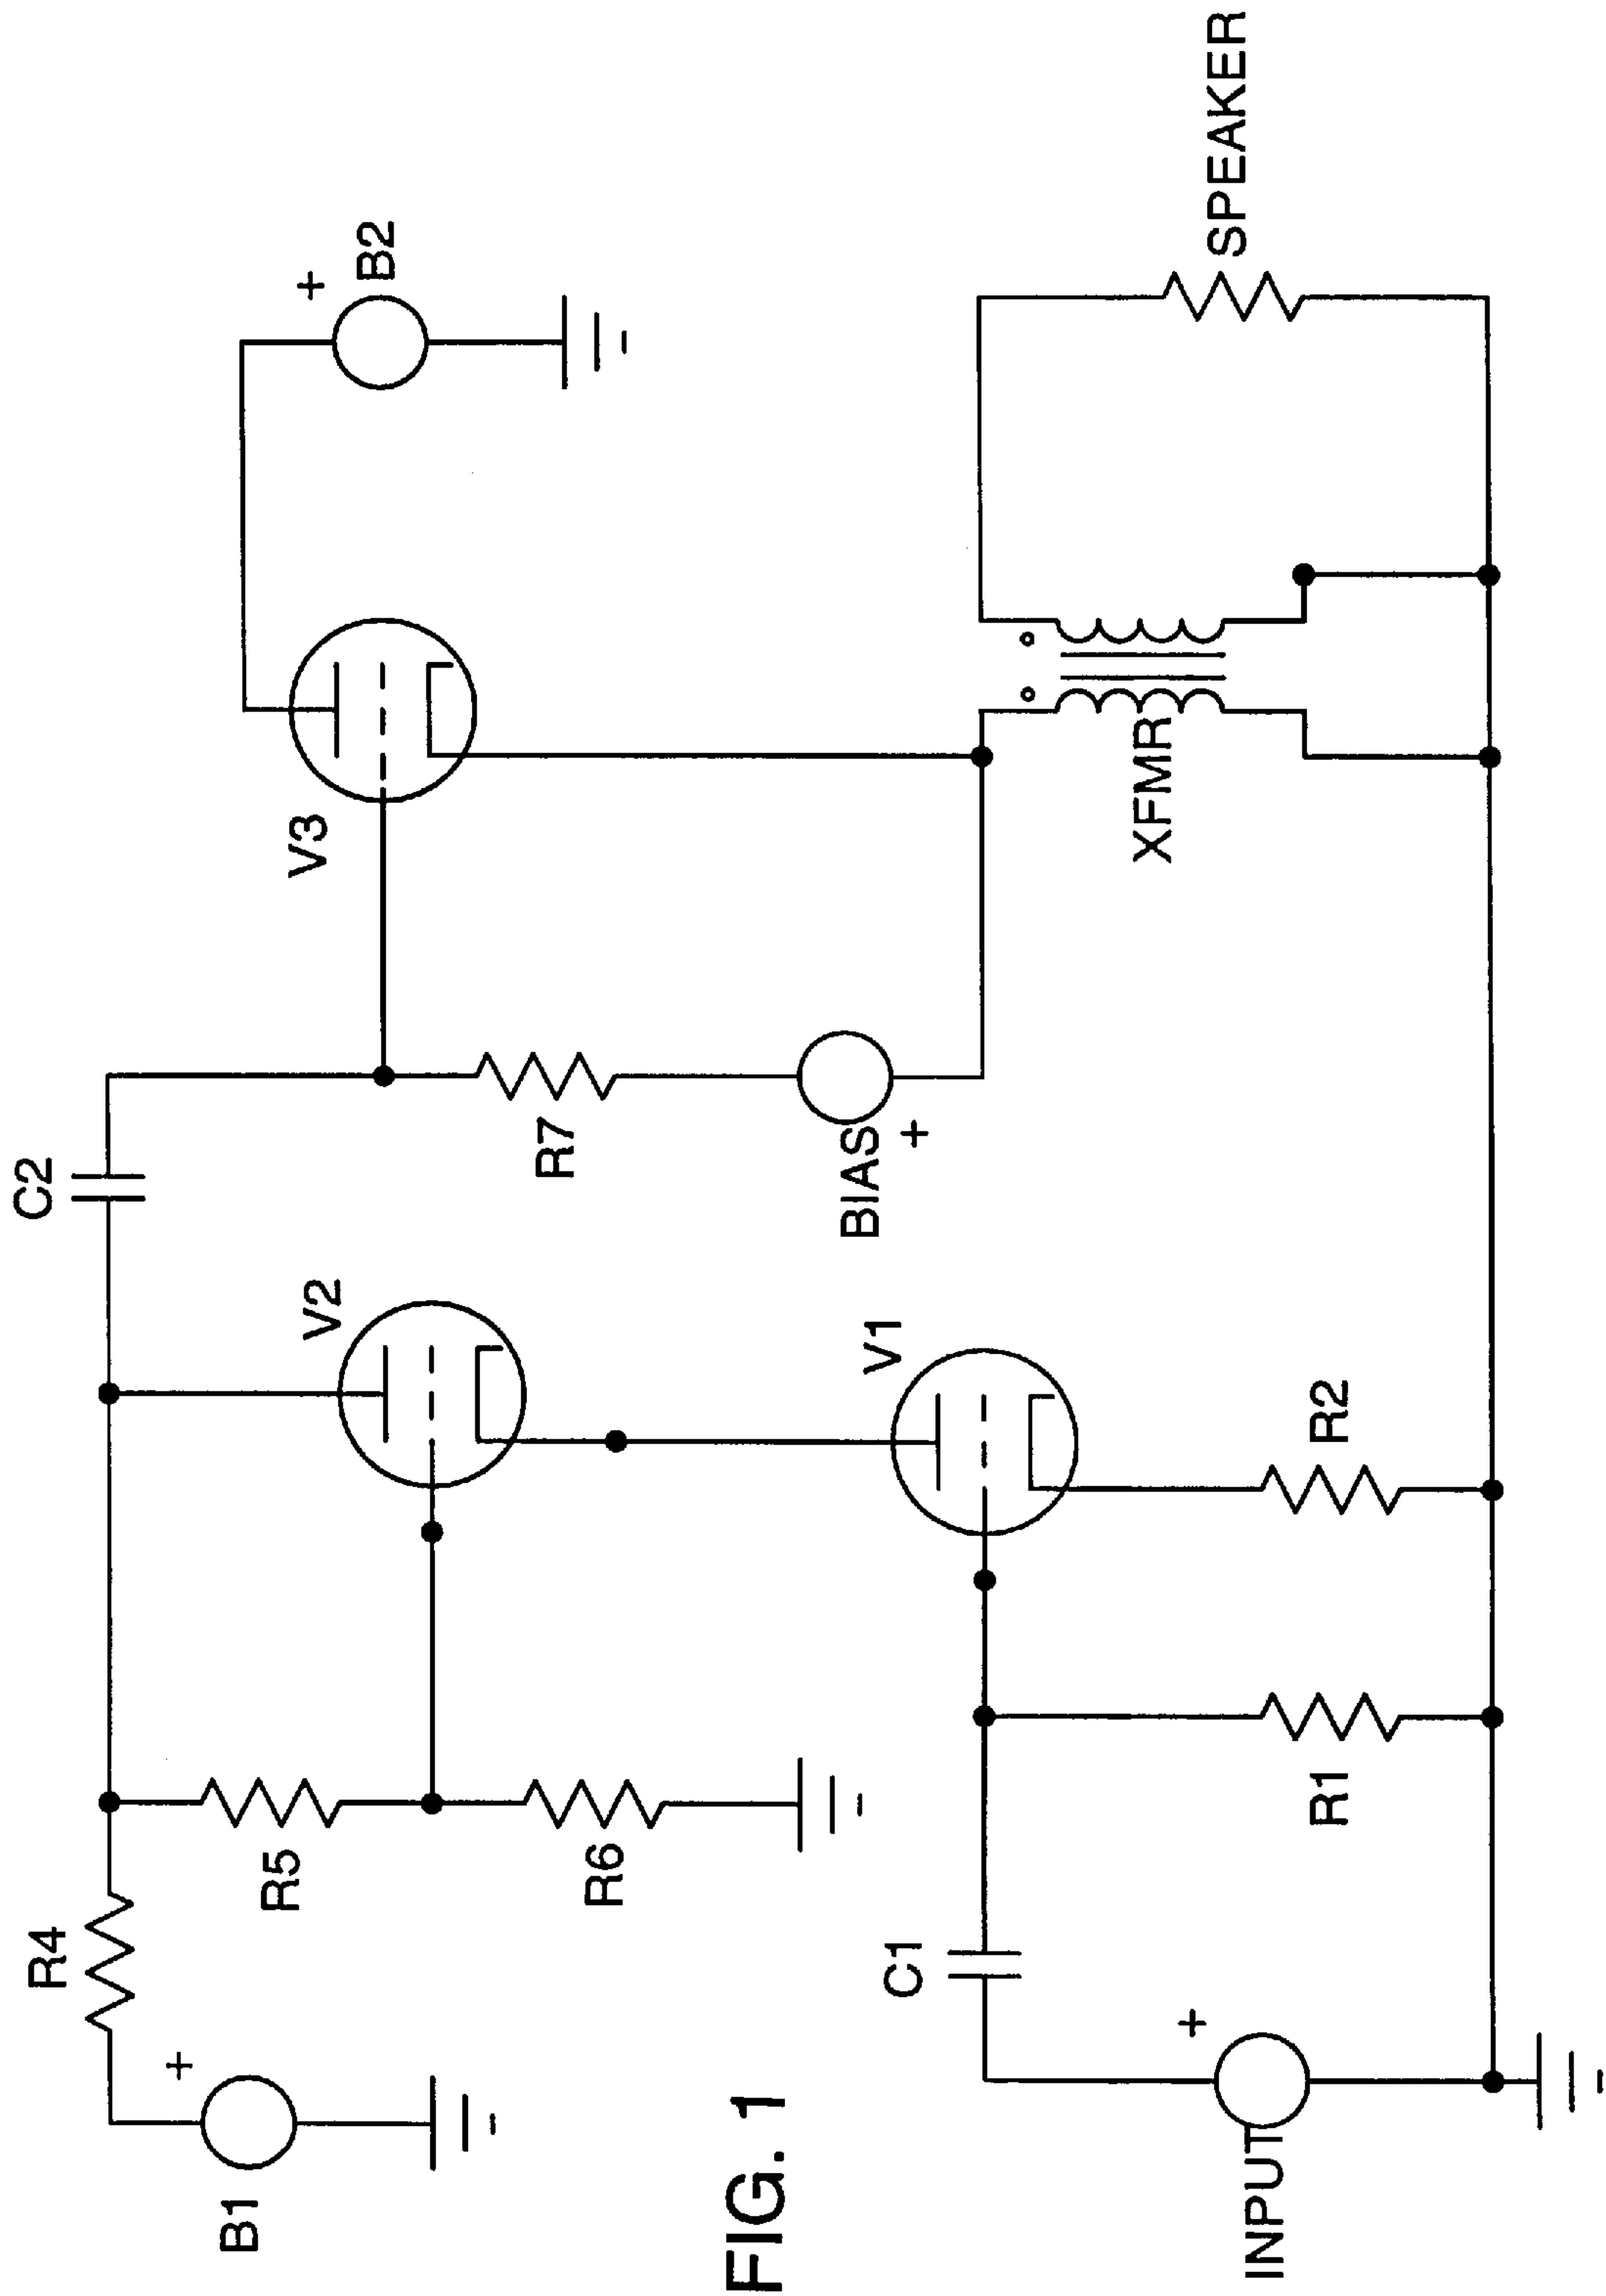 C2
R4
B2
+
V3
V2
+
B1
R5
R7
R6
BIAS
+
V1
C1
XFMR
SPEAKER
+
INPUT
R1
R2
FIG. 1